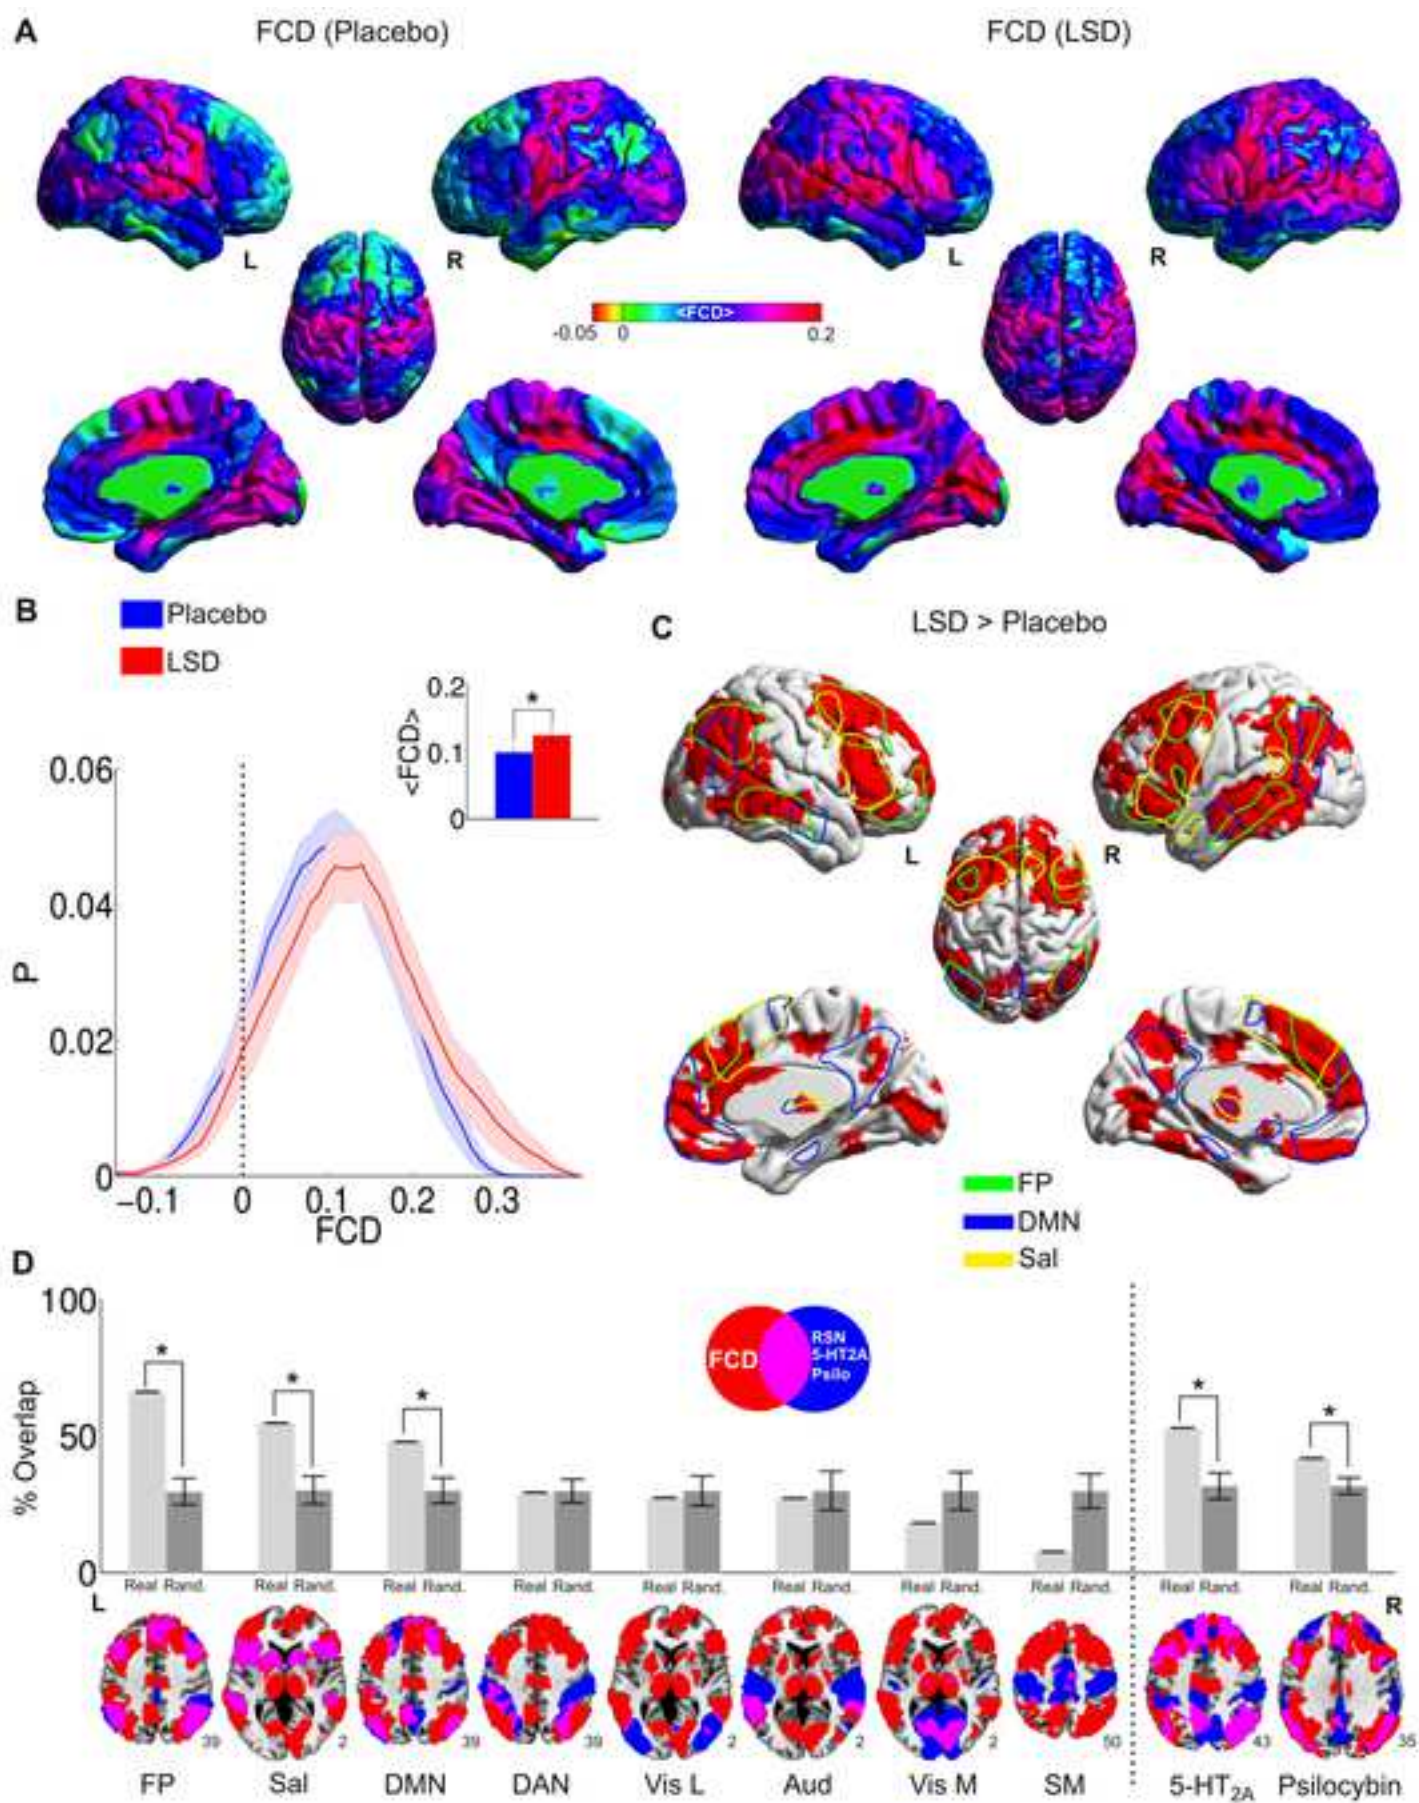 A
FCD (Placebo)
FCD (LSD)
L
R
L
R
<FCD>
-0.05
0
0.2
B
Placebo
LSD
C
LSD > Placebo
0.2
0.1
0
<FCD>
*
0.06
0.04
0.02
0
P
−0.1
0
0.1
0.2
0.3
FCD
L
R
FP
DMN
Sal
D
100
50
0
% Overlap
*
*
*
*
*
FCD
RSN
5-HT2A
Psilo
Real Rand.
Real Rand.
Real Rand.
Real Rand.
Real Rand.
Real Rand.
Real Rand.
Real Rand.
Real Rand.
Real Rand.
L
R
39
2
39
39
2
2
2
50
43
35
FP
Sal
DMN
DAN
Vis L
Aud
Vis M
SM
5-HT2A
Psilocybin